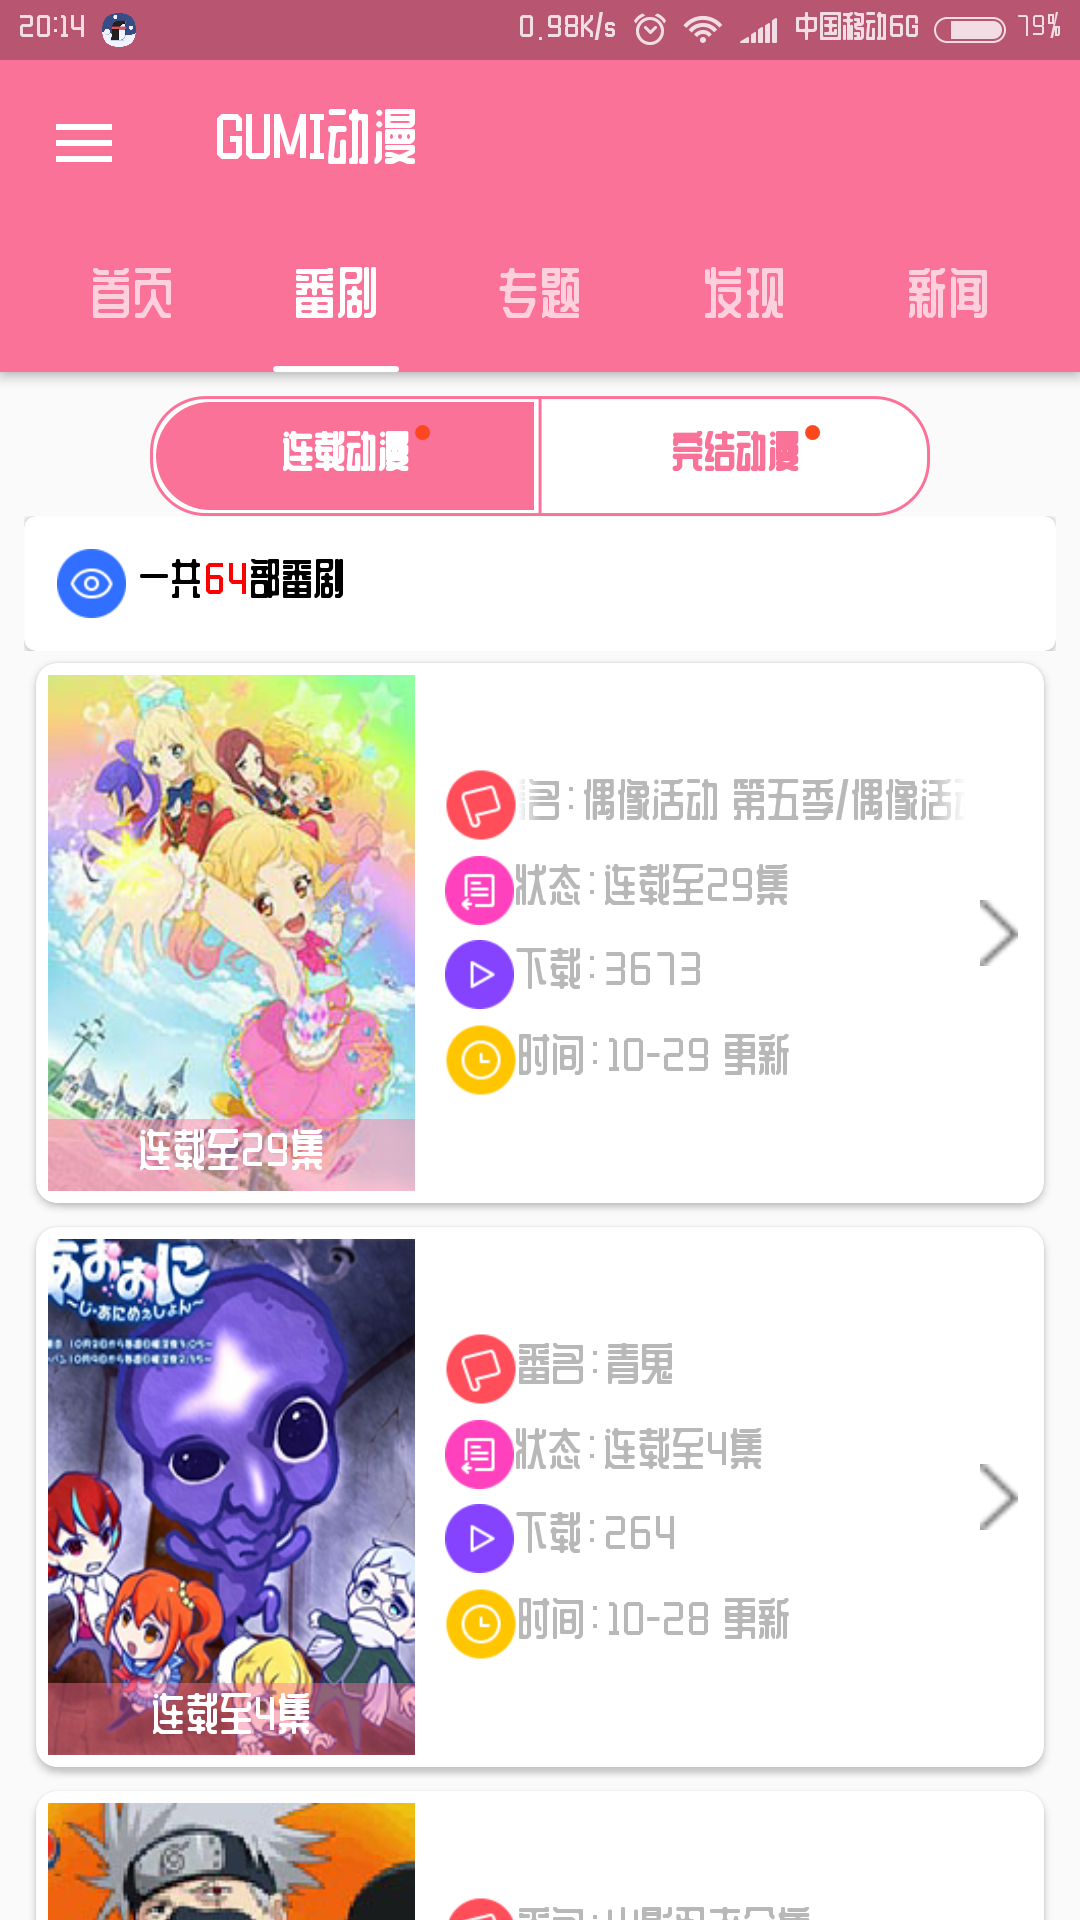 20:14 0.98K/s 中国移动6G 79%
GUMI动漫
首页 番剧 专题 发现 新闻
连载动漫 完结动漫
一共64部番剧
名:偶像活动 第五季/偶像活
状态:连载至29集
下载:3673
时间:10-29 更新
连载至29集
あおおに
~じ・あにめぇしょん~
番名:青鬼
状态:连载至4集
下载:264
时间:10-28 更新
连载至4集